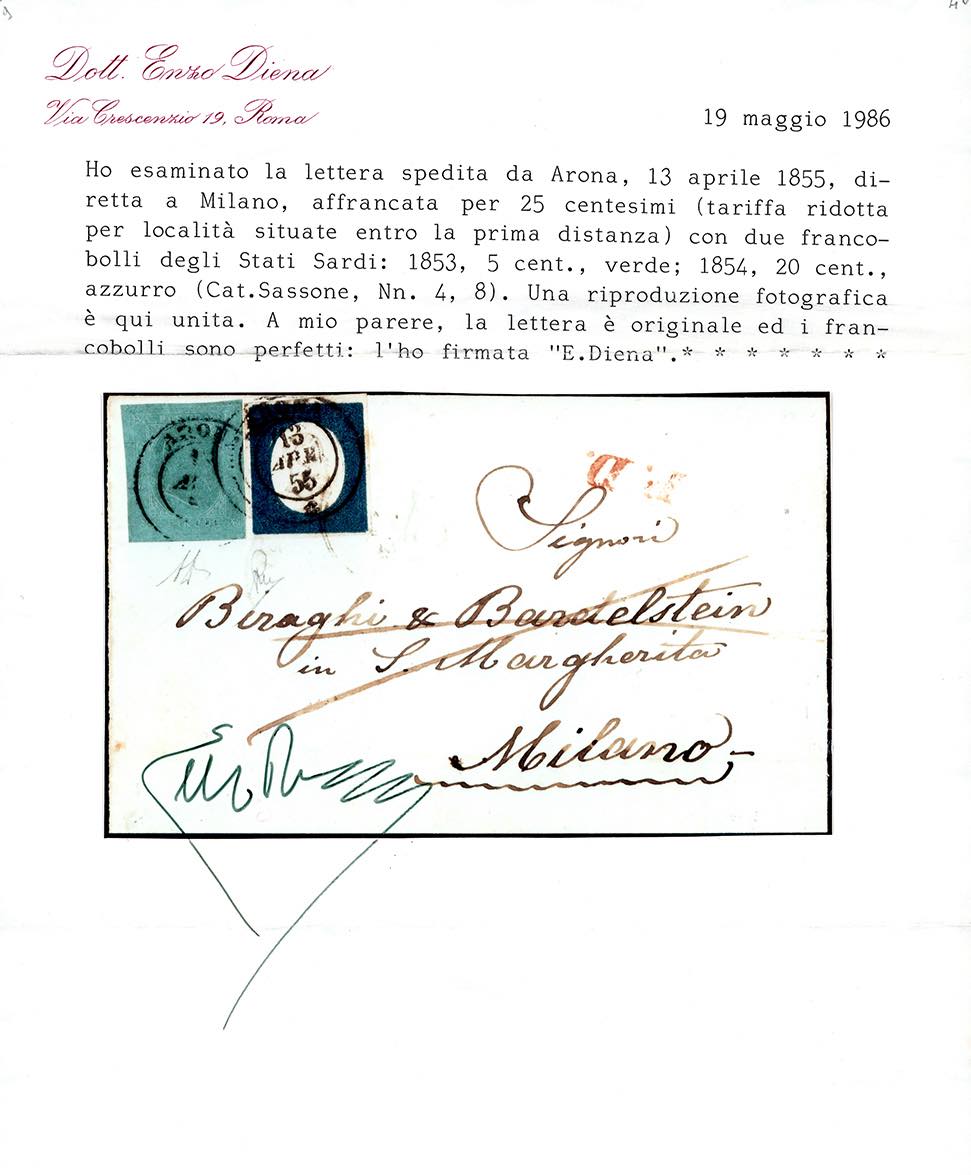 Dott. Enzo Diena
Via Crescenzio 19, Roma
19 maggio 1986
Ho esaminato la lettera spedita da Arona, 13 aprile 1855, di-
retta a Milano, affrancata per 25 centesimi (tariffa ridotta
per località situate entro la prima distanza) con due franco-
bolli degli Stati Sardi: 1853, 5 cent., verde; 1854, 20 cent.,
azzurro (Cat.Sassone, Nn. 4, 8). Una riproduzione fotografica
è qui unita. A mio parere, la lettera è originale ed i fran-
cobolli sono perfetti: l'ho firmata "E.Diena".* * * * * * *
13
APR
55
Signori
Beraghi & Bardelstein
in S. Margherita
Milano